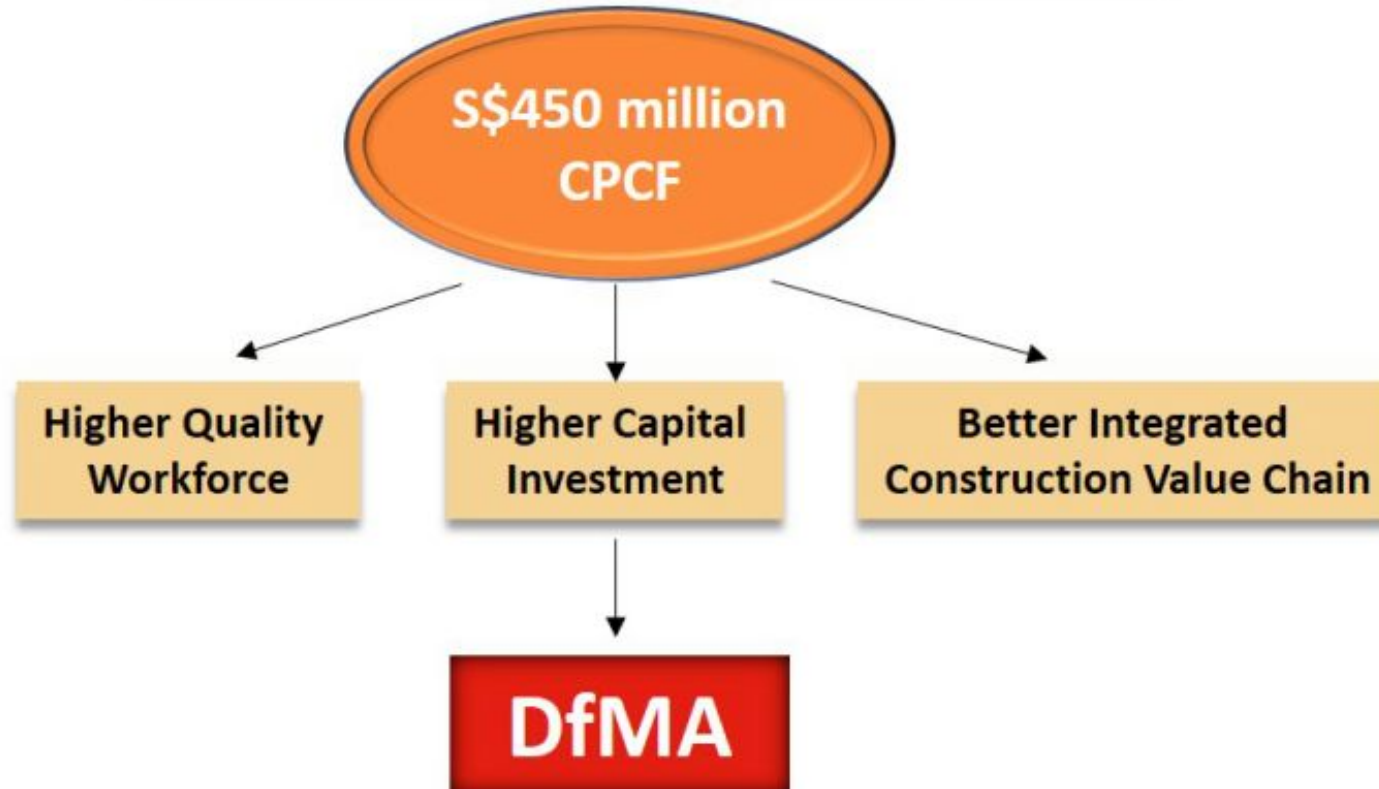 S$450 million
CPCF
Higher Quality
Workforce
Higher Capital
Investment
Better Integrated
Construction Value Chain
DfMA